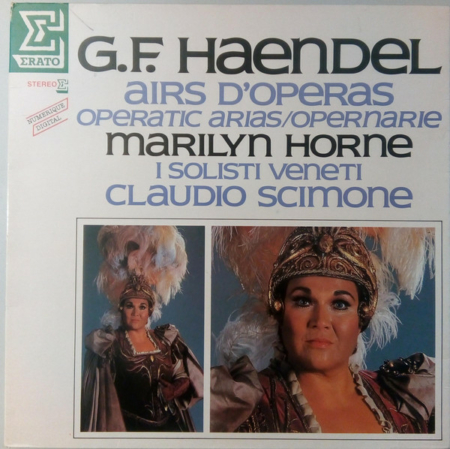 ERATO
STEREO
NUMERIQUE
DIGITAL
G.F. HAENDEL
AIRS D'OPERAS
OPERATIC ARIAS/OPERNARIE
MARILYN HORNE
I SOLISTI VENETI
CLAUDIO SCIMONE